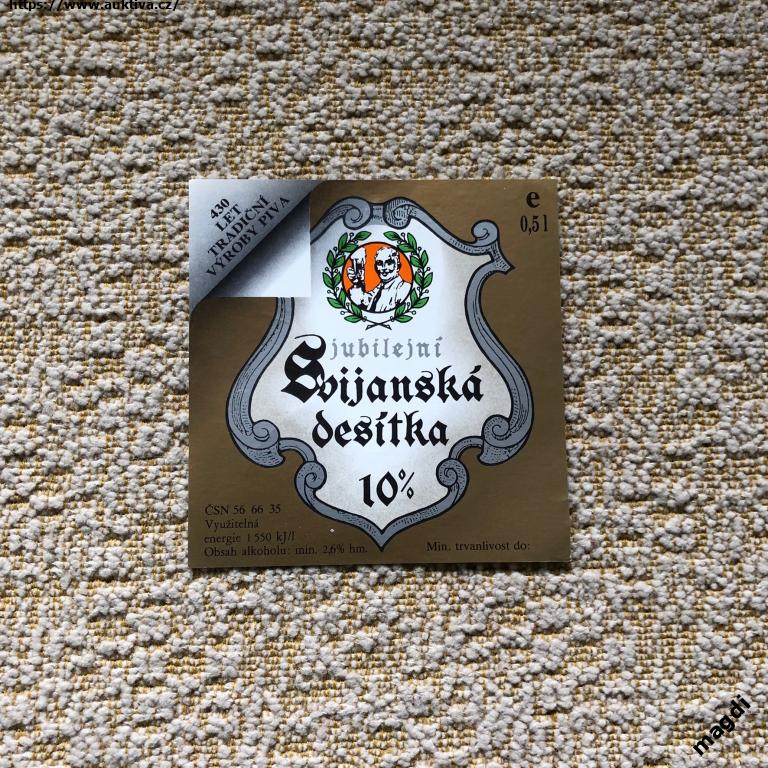 https://www.auktiva.cz/
430
LET
TRADIČNÍ
VÝROBY PIVA
e
0,5 l
jubilejní
Svijanská
desítka
10%
ČSN 56 66 35
Využitelná
energie 1 550 kJ/l
Obsah alkoholu: min. 2,6% hm.
Min. trvanlivost do:
magdi